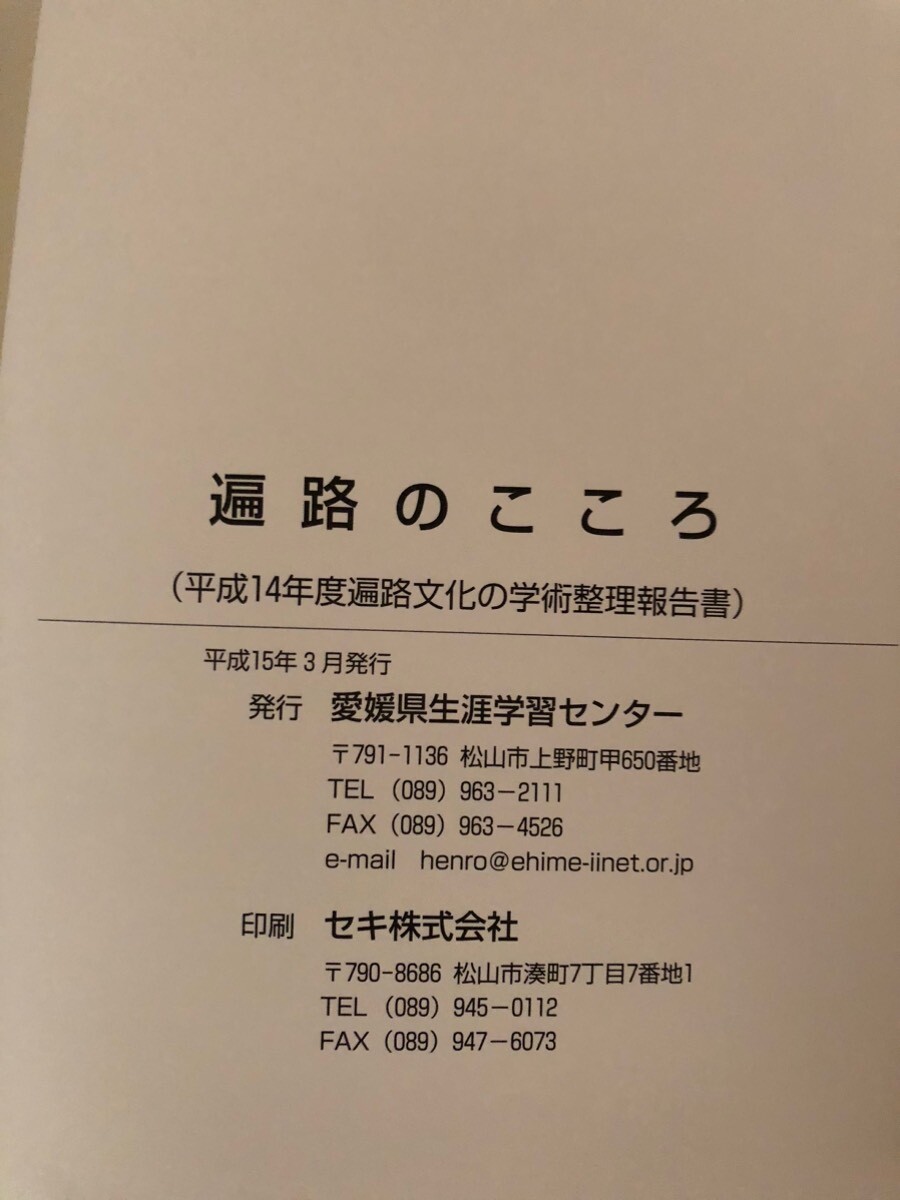 遍路のこころ
（平成14年度遍路文化の学術整理報告書）
平成15年3月発行
発行 愛媛県生涯学習センター
〒791-1136 松山市上野町甲650番地
TEL（089）963－2111
FAX（089）963－4526
e-mail henro@ehime-iinet.or.jp
印刷 セキ株式会社
〒790-8686 松山市湊町7丁目7番地1
TEL（089）945－0112
FAX（089）947－6073